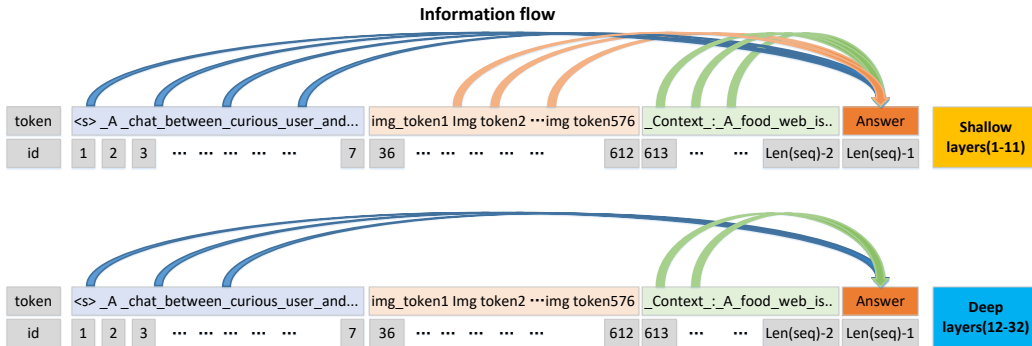 Information flow
token <s> _A _chat_between_curious_user_and... img_token1 Img token2 ···img token576 _Context_:_A_food_web_is.. Answer
id 1 2 3 ··· ··· ··· ··· ··· 7 36 ··· ··· ··· ··· 612 613 ··· ··· Len(seq)-2 Len(seq)-1
Shallow
layers(1-11)
token <s> _A _chat_between_curious_user_and... img_token1 Img token2 ···img token576 _Context_:_A_food_web_is.. Answer
id 1 2 3 ··· ··· ··· ··· ··· 7 36 ··· ··· ··· ··· 612 613 ··· ··· Len(seq)-2 Len(seq)-1
Deep
layers(12-32)